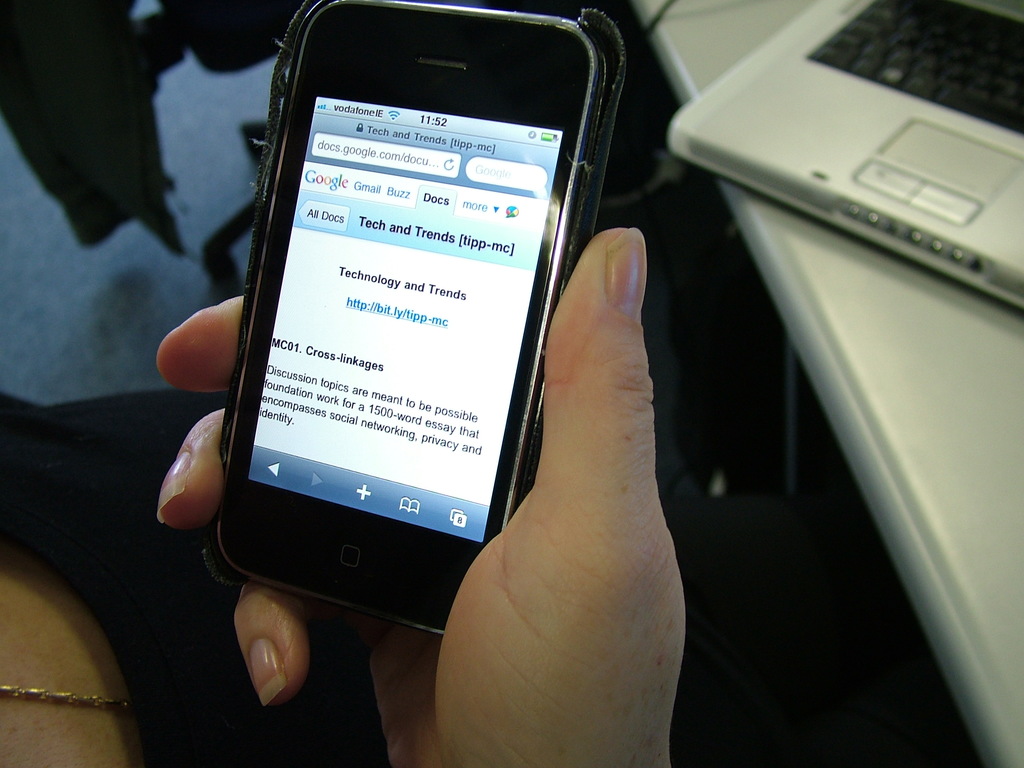 vodafoneIE 11:52
Tech and Trends [tipp-mc]
docs.google.com/docu... Google
Google Gmail Buzz Docs more ▼
All Docs Tech and Trends [tipp-mc]
Technology and Trends
http://bit.ly/tipp-mc
MC01. Cross-linkages
Discussion topics are meant to be possible
foundation work for a 1500-word essay that
encompasses social networking, privacy and
identity.
8